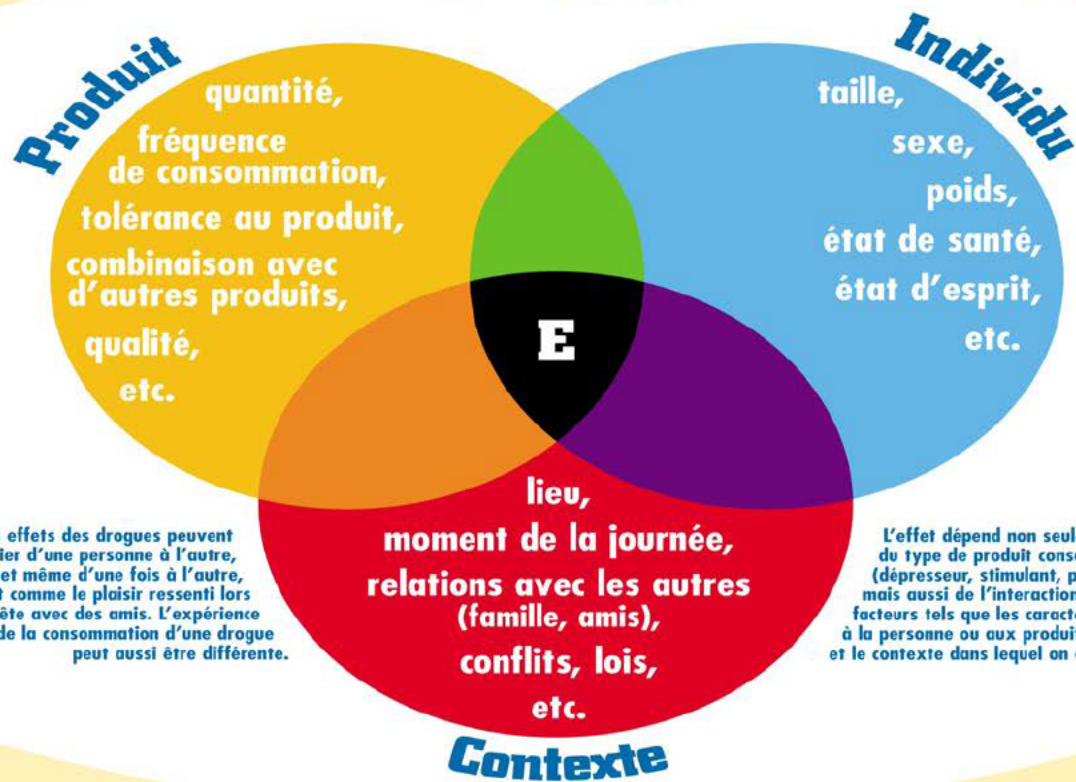 Produit
quantité,
fréquence
de consommation,
tolérance au produit,
combinaison avec
d'autres produits,
qualité,
etc.
Individu
taille,
sexe,
poids,
état de santé,
état d'esprit,
etc.
E
lieu,
moment de la journée,
relations avec les autres
(famille, amis),
conflits, lois,
etc.
Contexte
effets des drogues peuvent
d'une personne à l'autre,
et même d'une fois à l'autre,
comme le plaisir ressenti lors
avec des amis. L'expérience
de la consommation d'une drogue
peut aussi être différente.
L'effet dépend non
du type de produit
(dépresseur, stimulant,
mais aussi de l'interaction
facteurs tels que les
à la personne ou aux
et le contexte dans lequel on